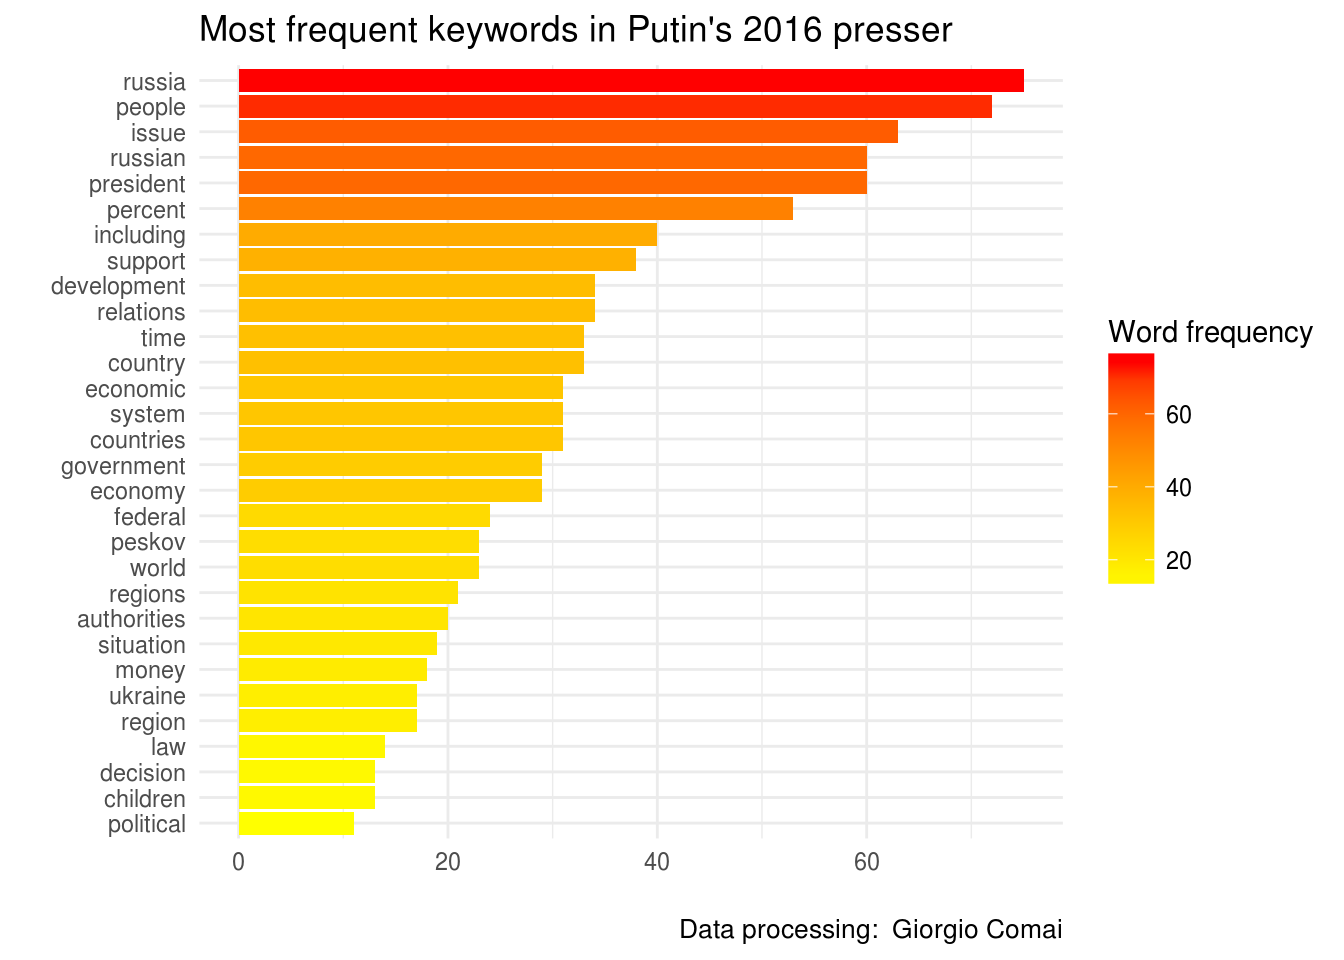 Most frequent keywords in Putin's 2016 presser
russia
people
issue
russian
president
percent
including
support
development
relations
time
country
economic
system
countries
government
economy
federal
peskov
world
regions
authorities
situation
money
ukraine
region
law
decision
children
political
0 20 40 60
Word frequency
60
40
20
Data processing:  Giorgio Comai